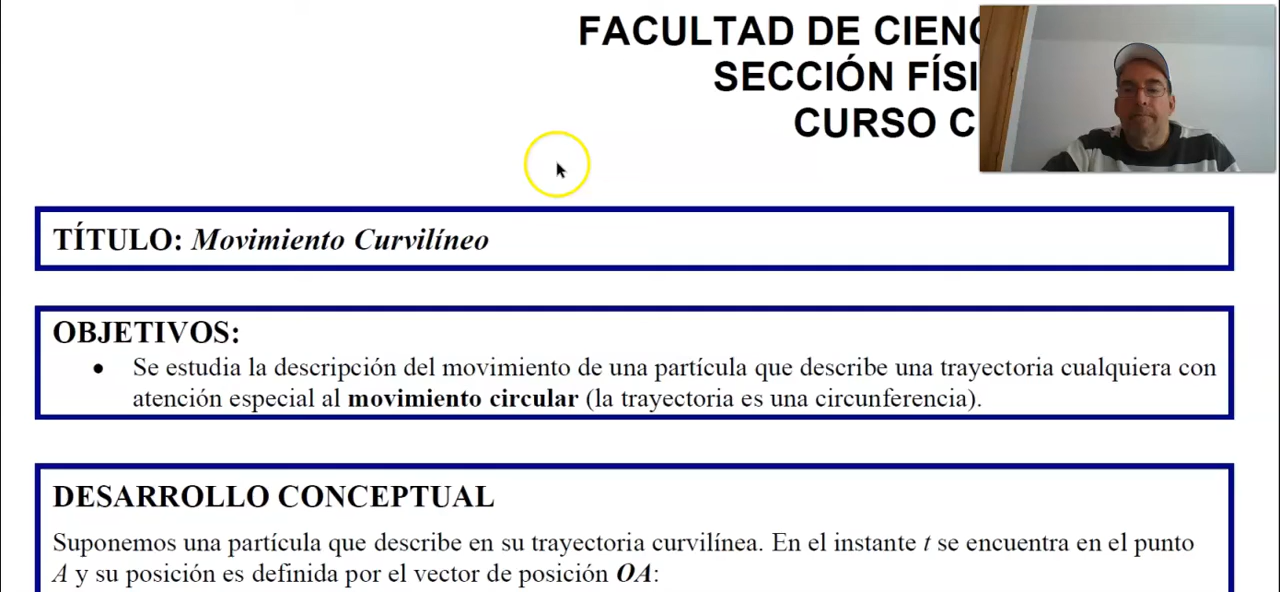 FACULTAD DE
SECCIÓN
CURSO
TÍTULO: Movimiento Curvilíneo
OBJETIVOS:
• Se estudia la descripción del movimiento de una partícula que describe una trayectoria cualquiera con
atención especial al movimiento circular (la trayectoria es una circunferencia).
DESARROLLO CONCEPTUAL
Suponemos una partícula que describe en su trayectoria curvilínea. En el instante t se encuentra en el punto
A y su posición es definida por el vector de posición OA: